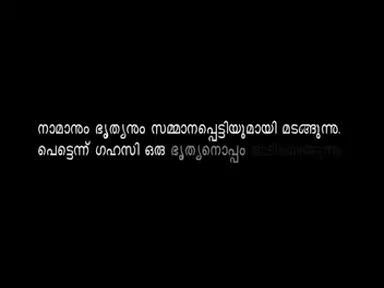 നാമാനും ഭൃത്യനും സമ്മാനപ്പെട്ടിയുമായി മടങ്ങുന്നു.
പെട്ടെന്ന് ഗഹസി ഒരു ഭൃത്യനൊപ്പം